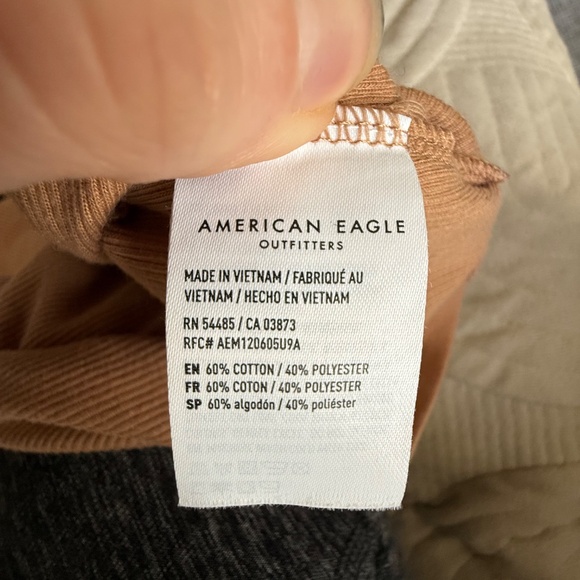 AMERICAN EAGLE
OUTFITTERS
MADE IN VIETNAM / FABRIQUÉ AU
VIETNAM / HECHO EN VIETNAM
RN 54485 / CA 03873
RFC# AEM120605U9A
EN 60% COTTON / 40% POLYESTER
FR 60% COTON / 40% POLYESTER
SP 60% algodón / 40% poliéster